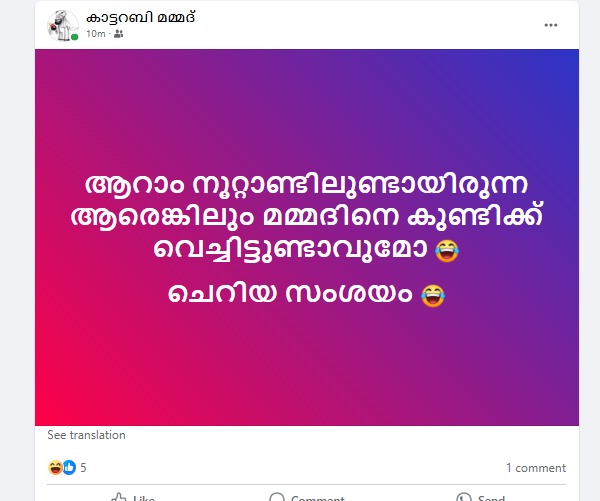 കാട്ടറബി മമ്മദ്
10m ·
ആറാം നൂറ്റാണ്ടിലുണ്ടായിരുന്ന
ആരെങ്കിലും മമ്മദിനെ കുണ്ടിക്ക്
വെച്ചിട്ടുണ്ടാവുമോ 😂
ചെറിയ സംശയം 😂
See translation
5
1 comment
Like
Comment
Send